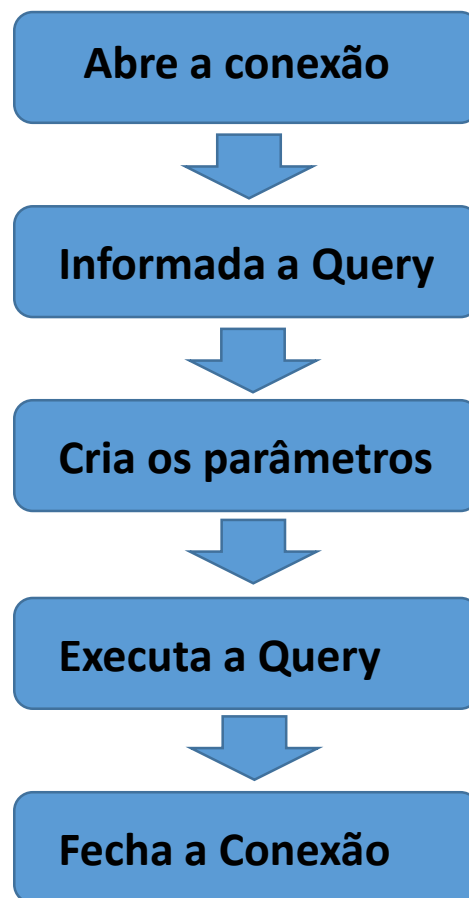 Abre a conexão
Informada a Query
Cria os parâmetros
Executa a Query
Fecha a Conexão